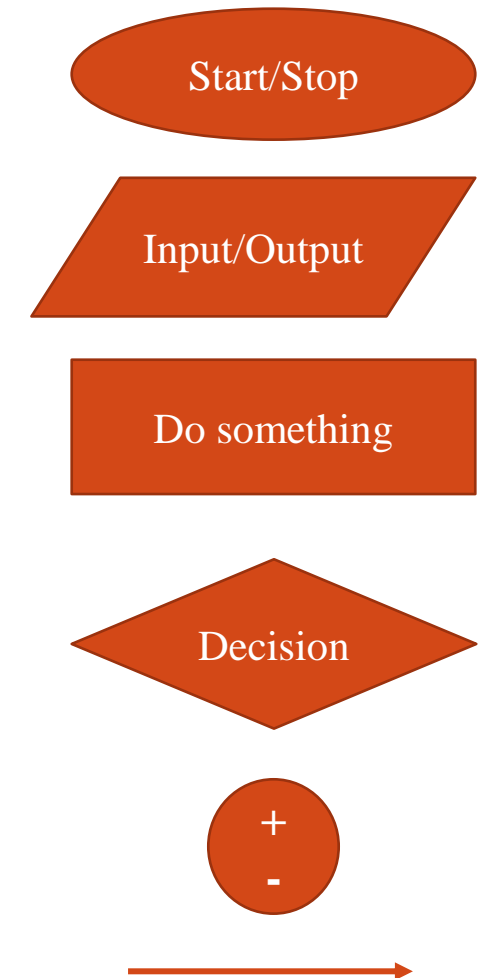 Start/Stop
Input/Output
Do something
Decision
+
-